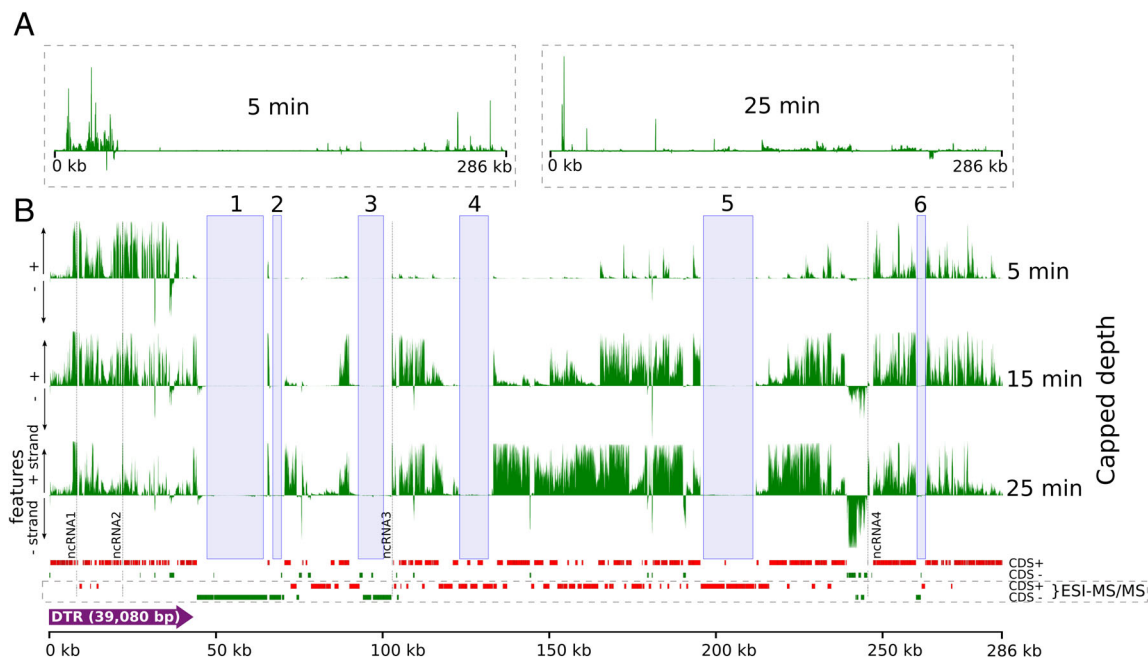 A
5 min
0 kb
286 kb
25 min
0 kb
286 kb
B
1
2
3
4
5
6
+
-
5 min
+
-
15 min
features
- strand + strand
25 min
Capped depth
ncRNA1
ncRNA2
ncRNA3
ncRNA4
CDS+
CDS -
CDS+
CDS -
}ESI-MS/MS
DTR (39,080 bp)
0 kb
50 kb
100 kb
150 kb
200 kb
250 kb
286 kb